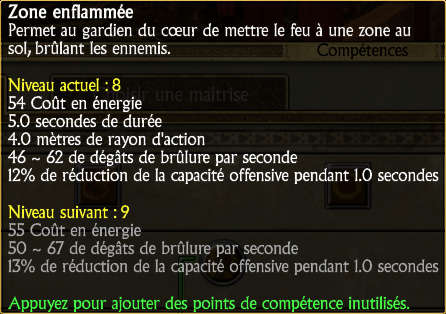 Zone enflammée
Permet au gardien du cœur de mettre le feu à une zone au
sol, brûlant les ennemis.
Compétences
Niveau actuel : 8
54 Coût en énergie
5.0 secondes de durée
4.0 mètres de rayon d'action
46 ~ 62 de dégâts de brûlure par seconde
12% de réduction de la capacité offensive pendant 1.0 secondes
Niveau suivant : 9
55 Coût en énergie
50 ~ 67 de dégâts de brûlure par seconde
13% de réduction de la capacité offensive pendant 1.0 secondes
Appuyez pour ajouter des points de compétence inutilisés.